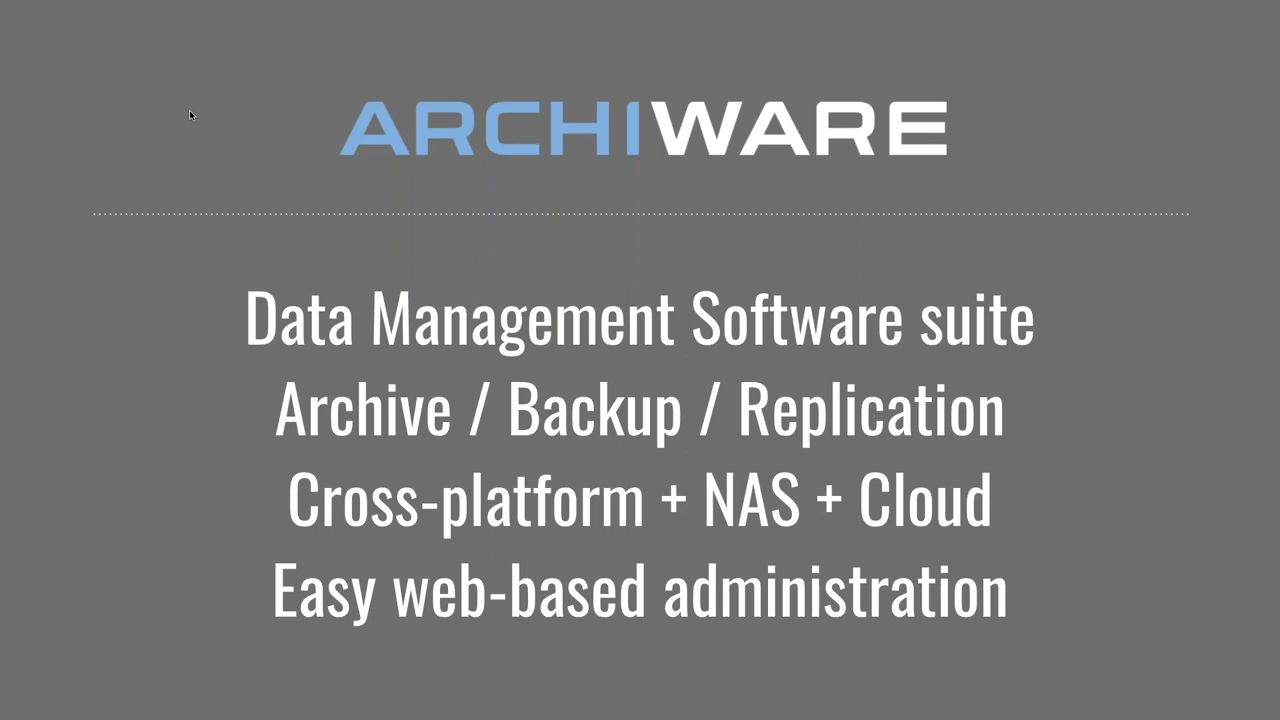 ARCHIWARE
Data Management Software suite
Archive / Backup / Replication
Cross-platform + NAS + Cloud
Easy web-based administration